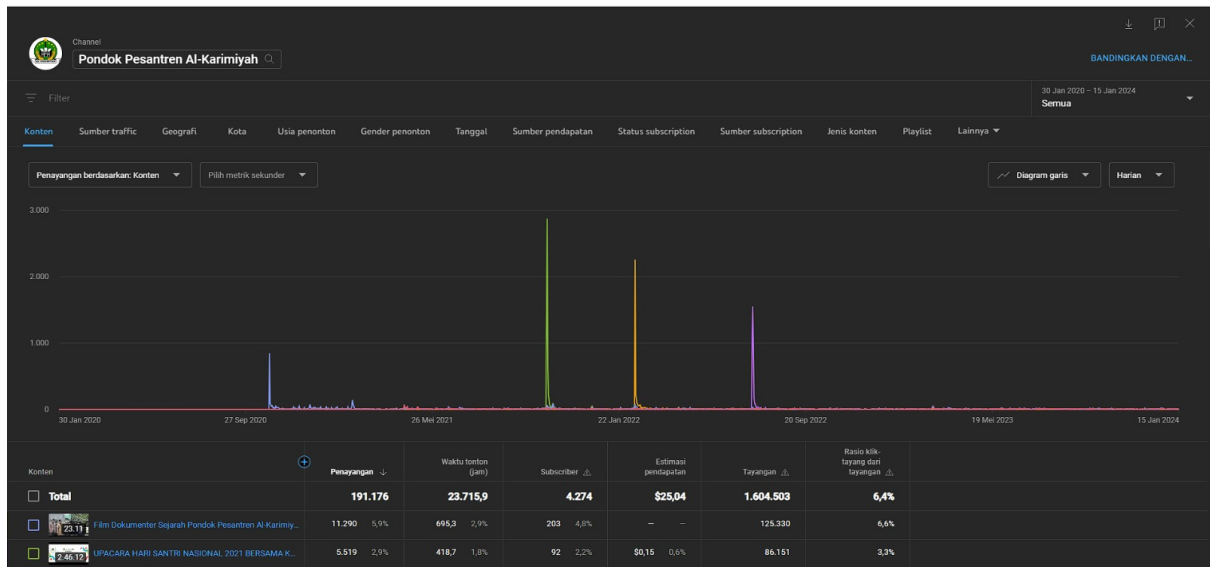 Channel
Pondok Pesantren Al-Karimiyah
BANDINGKAN DENGAN...
Filter
30 Jan 2020 – 15 Jan 2024
Semua
Konten Sumber traffic Geografi Kota Usia penonton Gender penonton Tanggal Sumber pendapatan Status subscription Sumber subscription Jenis konten Playlist Lainnya
Penayangan berdasarkan: Konten Pilih metrik sekunder Diagram garis Harian
3.000
2.000
1.000
0
30 Jan 2020 27 Sep 2020 26 Mei 2021 22 Jan 2022 20 Sep 2022 19 Mei 2023 15 Jan 2024
Konten Penayangan Waktu tonton (jam) Subscriber Estimasi pendapatan Tayangan Rasio klik-tayang dari tayangan
Total 191.176 23.715,9 4.274 $25,04 1.604.503 6,4%
23.11 Film Dokumenter Sejarah Pondok Pesantren Al-Karimiy... 11.290 5,9% 695,3 2,9% 203 4,8% – – 125.330 6,6%
2.46.12 UPACARA HARI SANTRI NASIONAL 2021 BERSAMA K... 5.519 2,9% 418,7 1,8% 92 2,2% $0,15 0,6% 86.151 3,3%